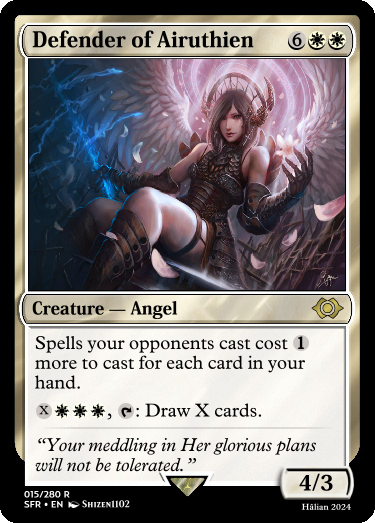 Defender of Airuthien 6
Creature — Angel
Spells your opponents cast cost 1
more to cast for each card in your
hand.
X, : Draw X cards.
“Your meddling in Her glorious plans
will not be tolerated.”
4/3
015/280 R
SFR • EN Shizen1102
Hālian 2024